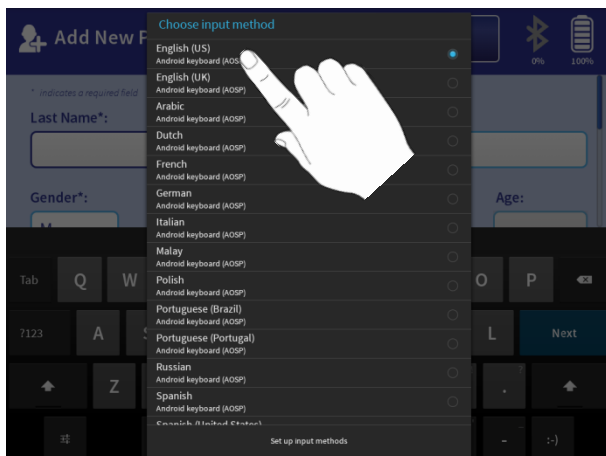 Add New P
Choose input method
English (US)
Android keyboard (AOSP)
English (UK)
Android keyboard (AOSP)
Arabic
Android keyboard (AOSP)
Dutch
Android keyboard (AOSP)
French
Android keyboard (AOSP)
German
Android keyboard (AOSP)
Italian
Android keyboard (AOSP)
Malay
Android keyboard (AOSP)
Polish
Android keyboard (AOSP)
Portuguese (Brazil)
Android keyboard (AOSP)
Portuguese (Portugal)
Android keyboard (AOSP)
Russian
Android keyboard (AOSP)
Spanish
Android keyboard (AOSP)
Spanish (United States)
Set up input methods
0% 100%
* indicates a required field
Last Name*:
Gender*:
Age:
Tab Q W O P
?123 A L Next
Z .
- :-)